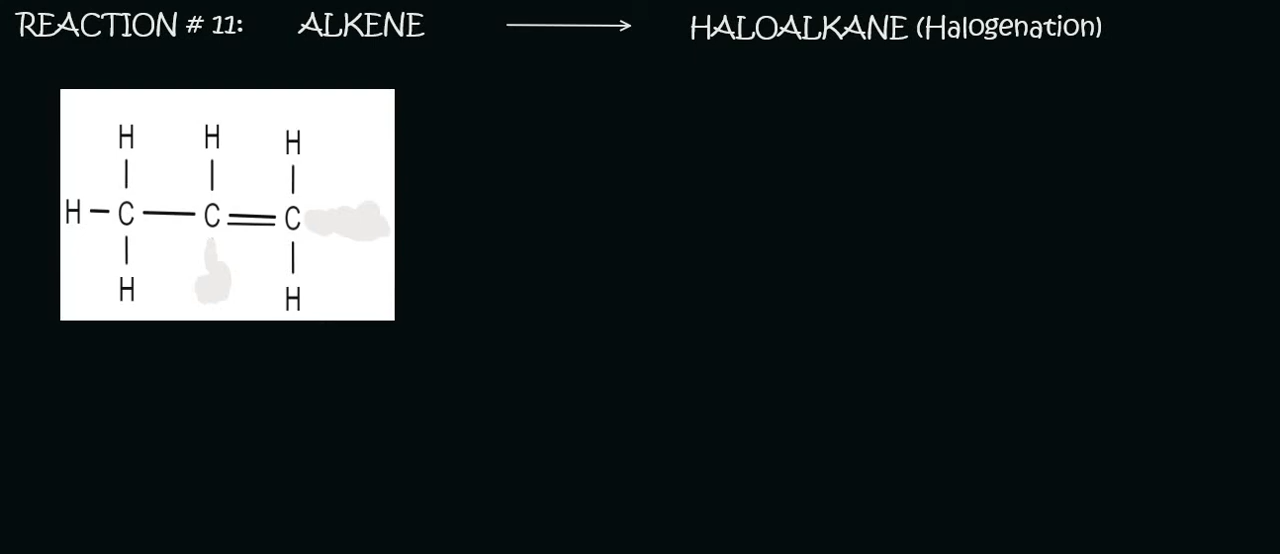 REACTION # 11: ALKENE ⟶ HALOALKANE (Halogenation)
H H H
H – C — C = C
H H